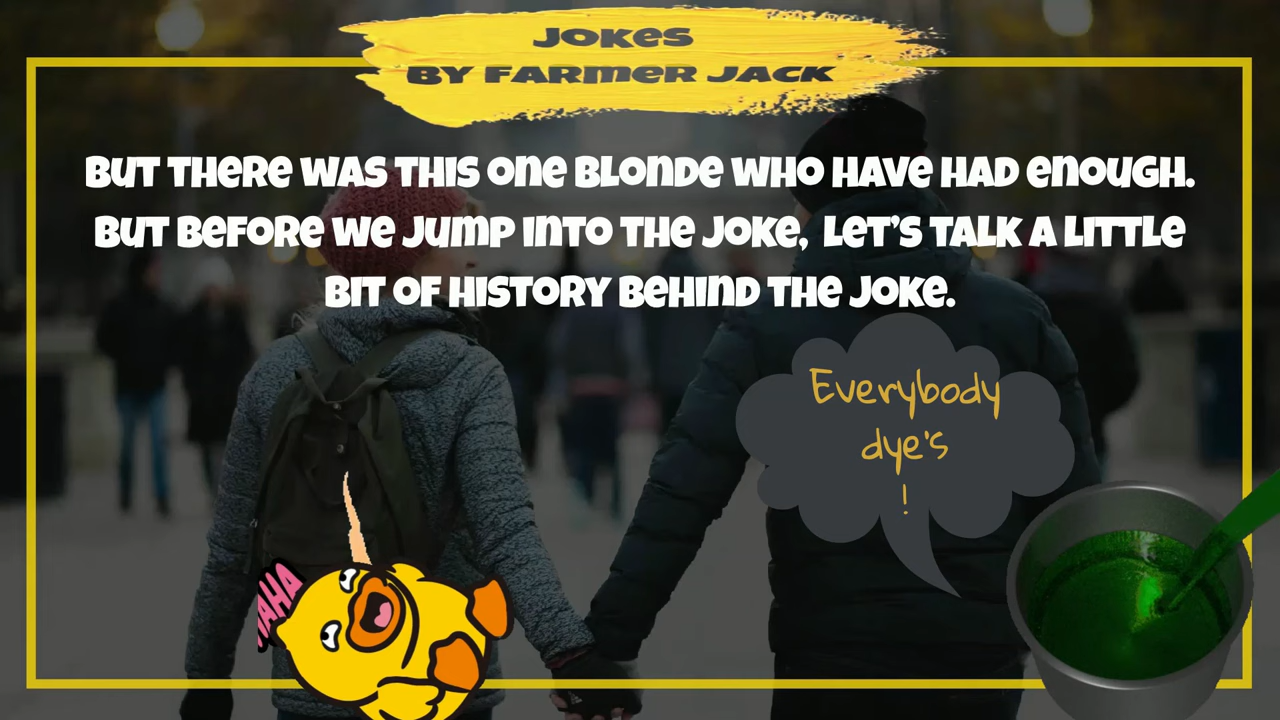 JOKES
BY FARMER JACK
BUT THERE WAS THIS ONE BLONDE WHO HAVE HAD ENOUGH.
BUT BEFORE WE JUMP INTO THE JOKE, LET'S TALK A LITTLE
BIT OF HISTORY BEHIND THE JOKE.
Everybody
dye's
!
HAHA